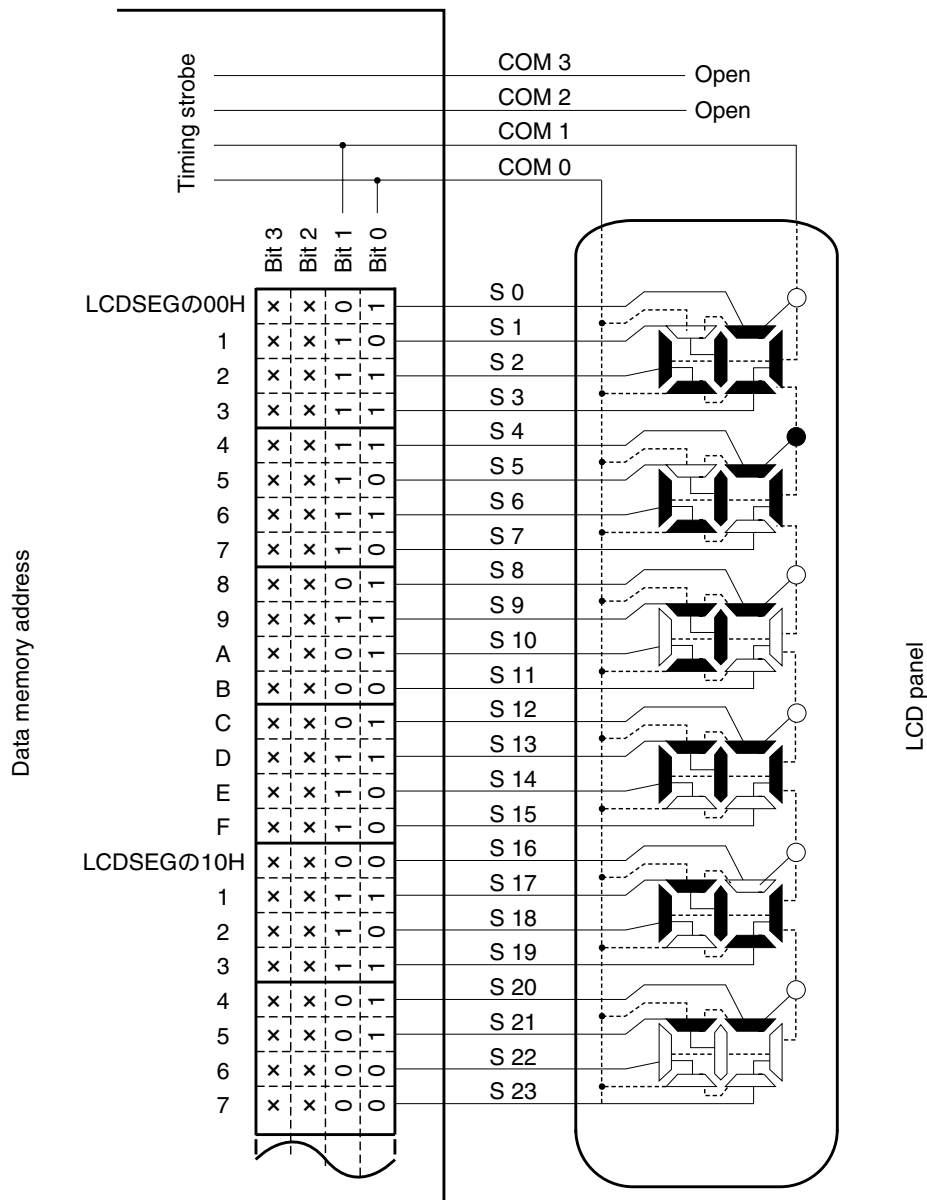 COM 3 Open
COM 2 Open
COM 1
COM 0
Timing strobe
Bit 3 Bit 2 Bit 1 Bit 0
LCDSEGの00H × × 0 1 S 0
1 × × 1 0 S 1
2 × × 1 1 S 2
3 × × 1 1 S 3
4 × × 1 1 S 4
5 × × 1 0 S 5
6 × × 1 1 S 6
7 × × 1 0 S 7
8 × × 0 1 S 8
9 × × 1 1 S 9
A × × 0 1 S 10
B × × 0 0 S 11
C × × 0 1 S 12
D × × 1 1 S 13
E × × 1 0 S 14
F × × 1 0 S 15
LCDSEGの10H × × 0 0 S 16
1 × × 1 1 S 17
2 × × 1 0 S 18
3 × × 1 1 S 19
4 × × 0 1 S 20
5 × × 0 1 S 21
6 × × 0 0 S 22
7 × × 0 0 S 23
Data memory address
LCD panel